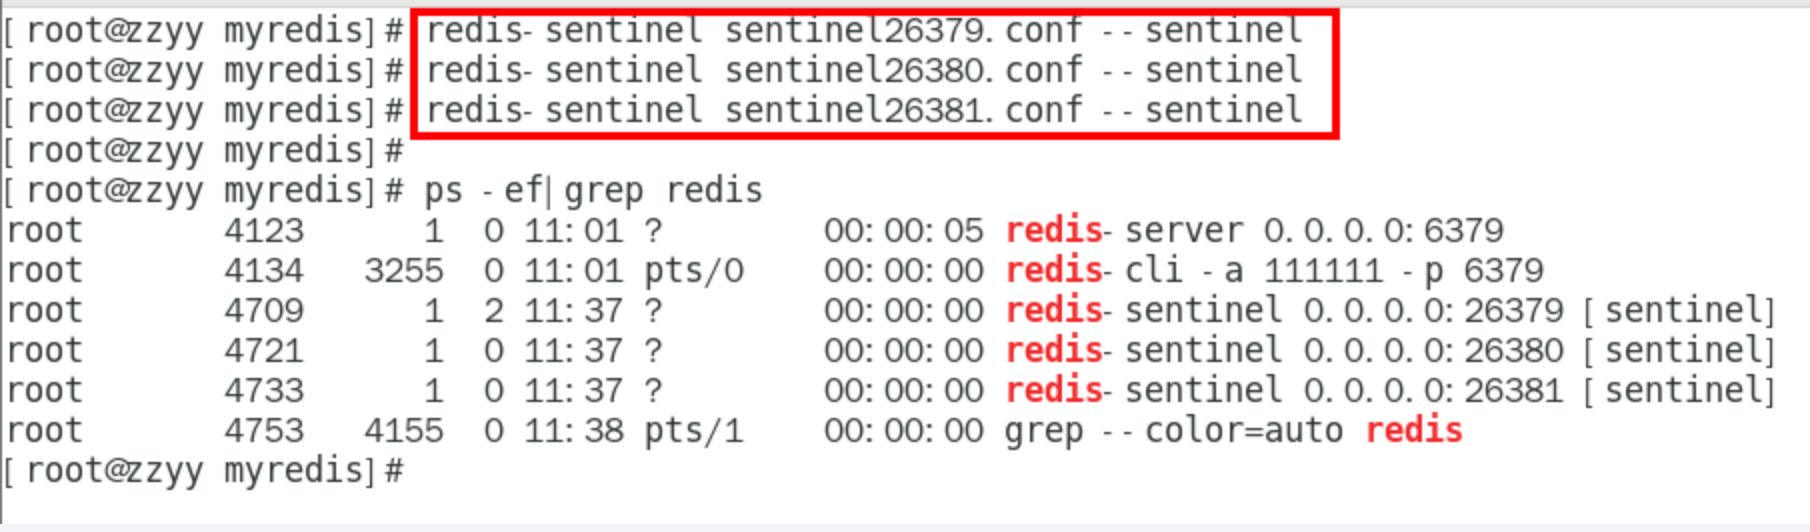 [root@zzyy myredis]# redis-sentinel sentinel26379.conf --sentinel
[root@zzyy myredis]# redis-sentinel sentinel26380.conf --sentinel
[root@zzyy myredis]# redis-sentinel sentinel26381.conf --sentinel
[root@zzyy myredis]#
[root@zzyy myredis]# ps -ef|grep redis
root       4123      1  0 11:01 ?        00:00:05 redis-server 0.0.0.0:6379
root       4134   3255  0 11:01 pts/0    00:00:00 redis-cli -a 111111 -p 6379
root       4709      1  2 11:37 ?        00:00:00 redis-sentinel 0.0.0.0:26379 [sentinel]
root       4721      1  0 11:37 ?        00:00:00 redis-sentinel 0.0.0.0:26380 [sentinel]
root       4733      1  0 11:37 ?        00:00:00 redis-sentinel 0.0.0.0:26381 [sentinel]
root       4753   4155  0 11:38 pts/1    00:00:00 grep --color=auto redis
[root@zzyy myredis]#